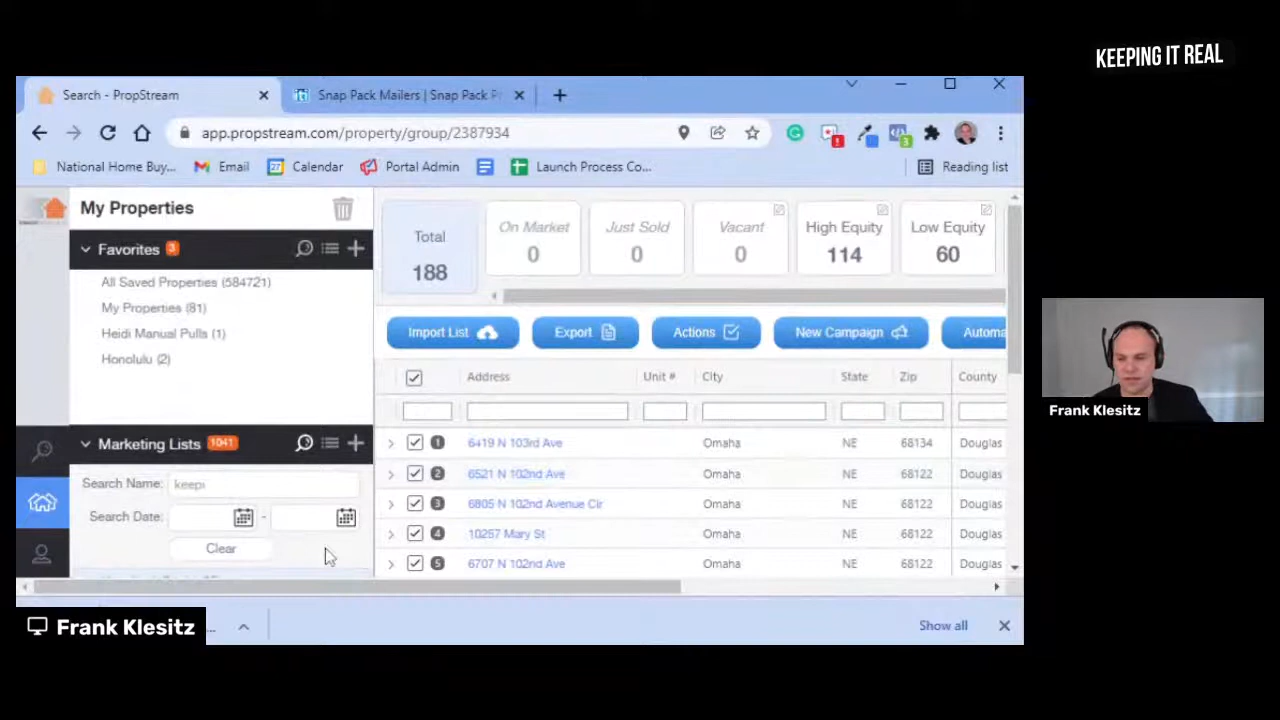 KEEPING IT REAL
Search - PropStream
Snap Pack Mailers | Snap Pack P
app.propstream.com/property/group/2387934
National Home Buy... Email Calendar Portal Admin Launch Process Co... Reading list
My Properties
Favorites 3
All Saved Properties (584721)
My Properties (81)
Heidi Manual Pulls (1)
Honolulu (2)
Marketing Lists 1041
Search Name: keepi
Search Date: -
Clear
Total
188
On Market
0
Just Sold
0
Vacant
0
High Equity
114
Low Equity
60
Import List Export Actions New Campaign Automa
Address Unit # City State Zip County
1 6419 N 103rd Ave Omaha NE 68134 Douglas
2 6521 N 102nd Ave Omaha NE 68122 Douglas
3 6805 N 102nd Avenue Cir Omaha NE 68122 Douglas
4 10257 Mary St Omaha NE 68122 Douglas
5 6707 N 102nd Ave Omaha NE 68122 Douglas
Frank Klesitz
...
Show all
Frank Klesitz